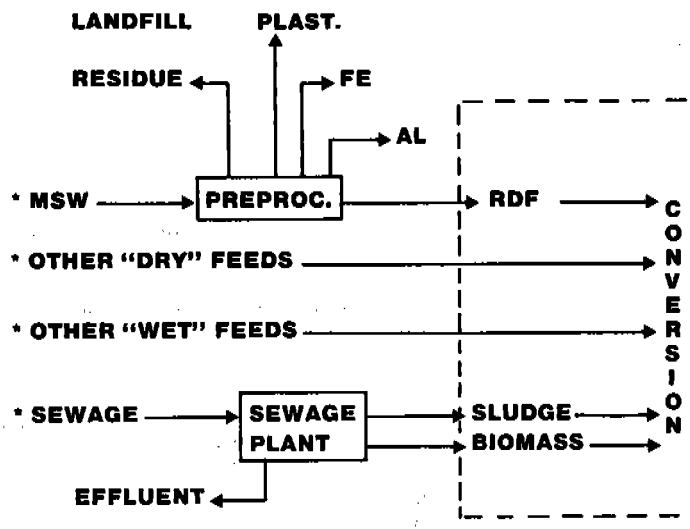 LANDFILL PLAST.
RESIDUE FE
AL
* MSW PREPROC. RDF
* OTHER "DRY" FEEDS
* OTHER "WET" FEEDS
* SEWAGE SEWAGE PLANT SLUDGE
BIOMASS
EFFLUENT
CONVERSION